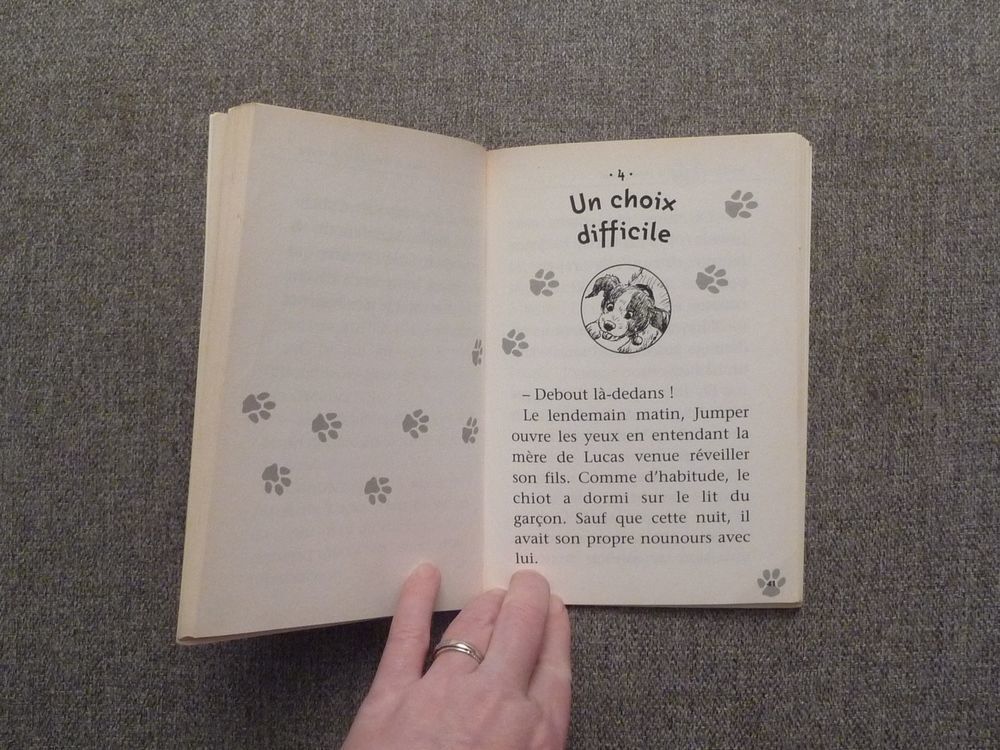 · 4 ·
Un choix
difficile
– Debout là-dedans !
Le lendemain matin, Jumper
ouvre les yeux en entendant la
mère de Lucas venue réveiller
son fils. Comme d’habitude, le
chiot a dormi sur le lit du
garçon. Sauf que cette nuit, il
avait son propre nounours avec
lui.
41